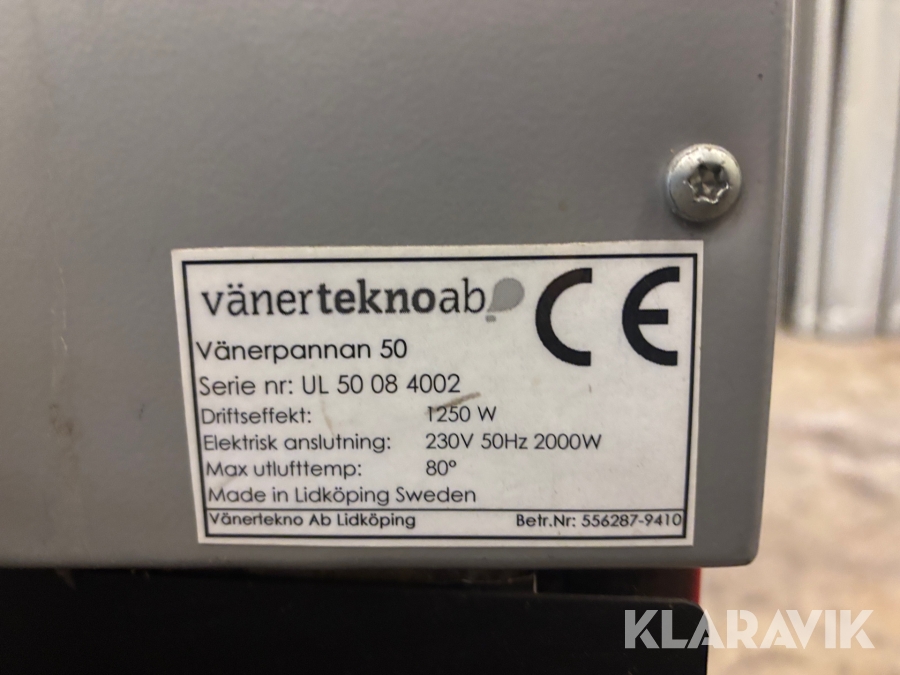 vänerteknoab
CE
Vänerpannan 50
Serie nr: UL 50 08 4002
Driftseffekt: 1250 W
Elektrisk anslutning: 230V 50Hz 2000W
Max utlufttemp: 80°
Made in Lidköping Sweden
Vänertekno Ab Lidköping Betr.Nr: 556287-9410
KLARAVIK